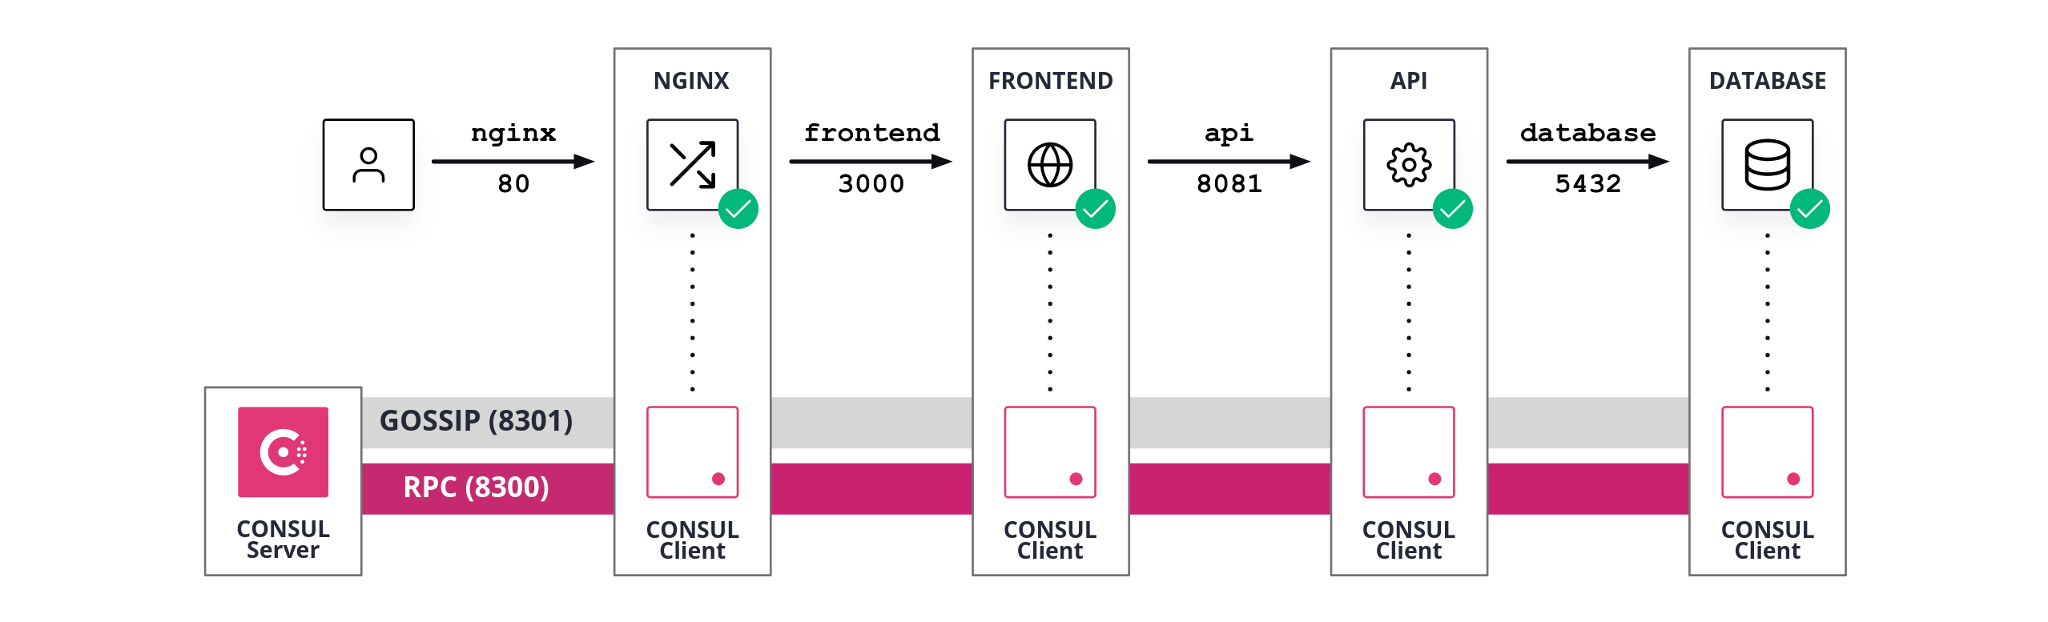 NGINX
FRONTEND
API
DATABASE
nginx
80
frontend
3000
api
8081
database
5432
GOSSIP (8301)
RPC (8300)
CONSUL
Server
CONSUL
Client
CONSUL
Client
CONSUL
Client
CONSUL
Client